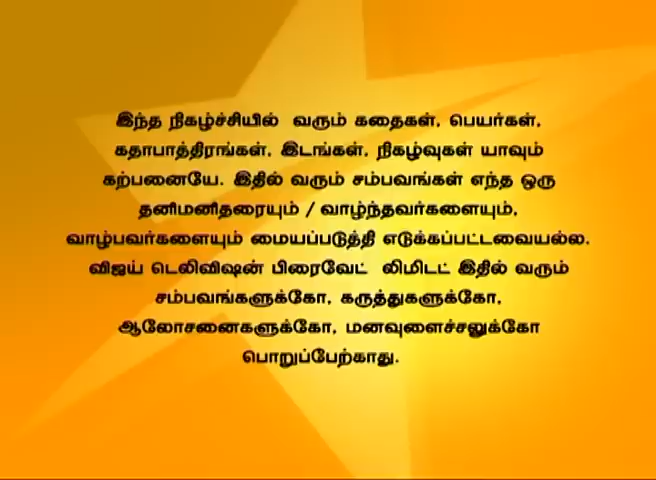 இந்த நிகழ்ச்சியில் வரும் கதைகள், பெயர்கள்,
கதாபாத்திரங்கள், இடங்கள், நிகழ்வுகள் யாவும்
கற்பனையே. இதில் வரும் சம்பவங்கள் எந்த ஒரு
தனிமனிதரையும் / வாழ்ந்தவர்களையும்,
வாழ்பவர்களையும் மையப்படுத்தி எடுக்கப்பட்டவையல்ல.
விஜய் டெலிவிஷன் பிரைவேட் லிமிடட் இதில் வரும்
சம்பவங்களுக்கோ, கருத்துகளுக்கோ,
ஆலோசனைகளுக்கோ, மனவுளைச்சலுக்கோ
பொறுப்பேற்காது.